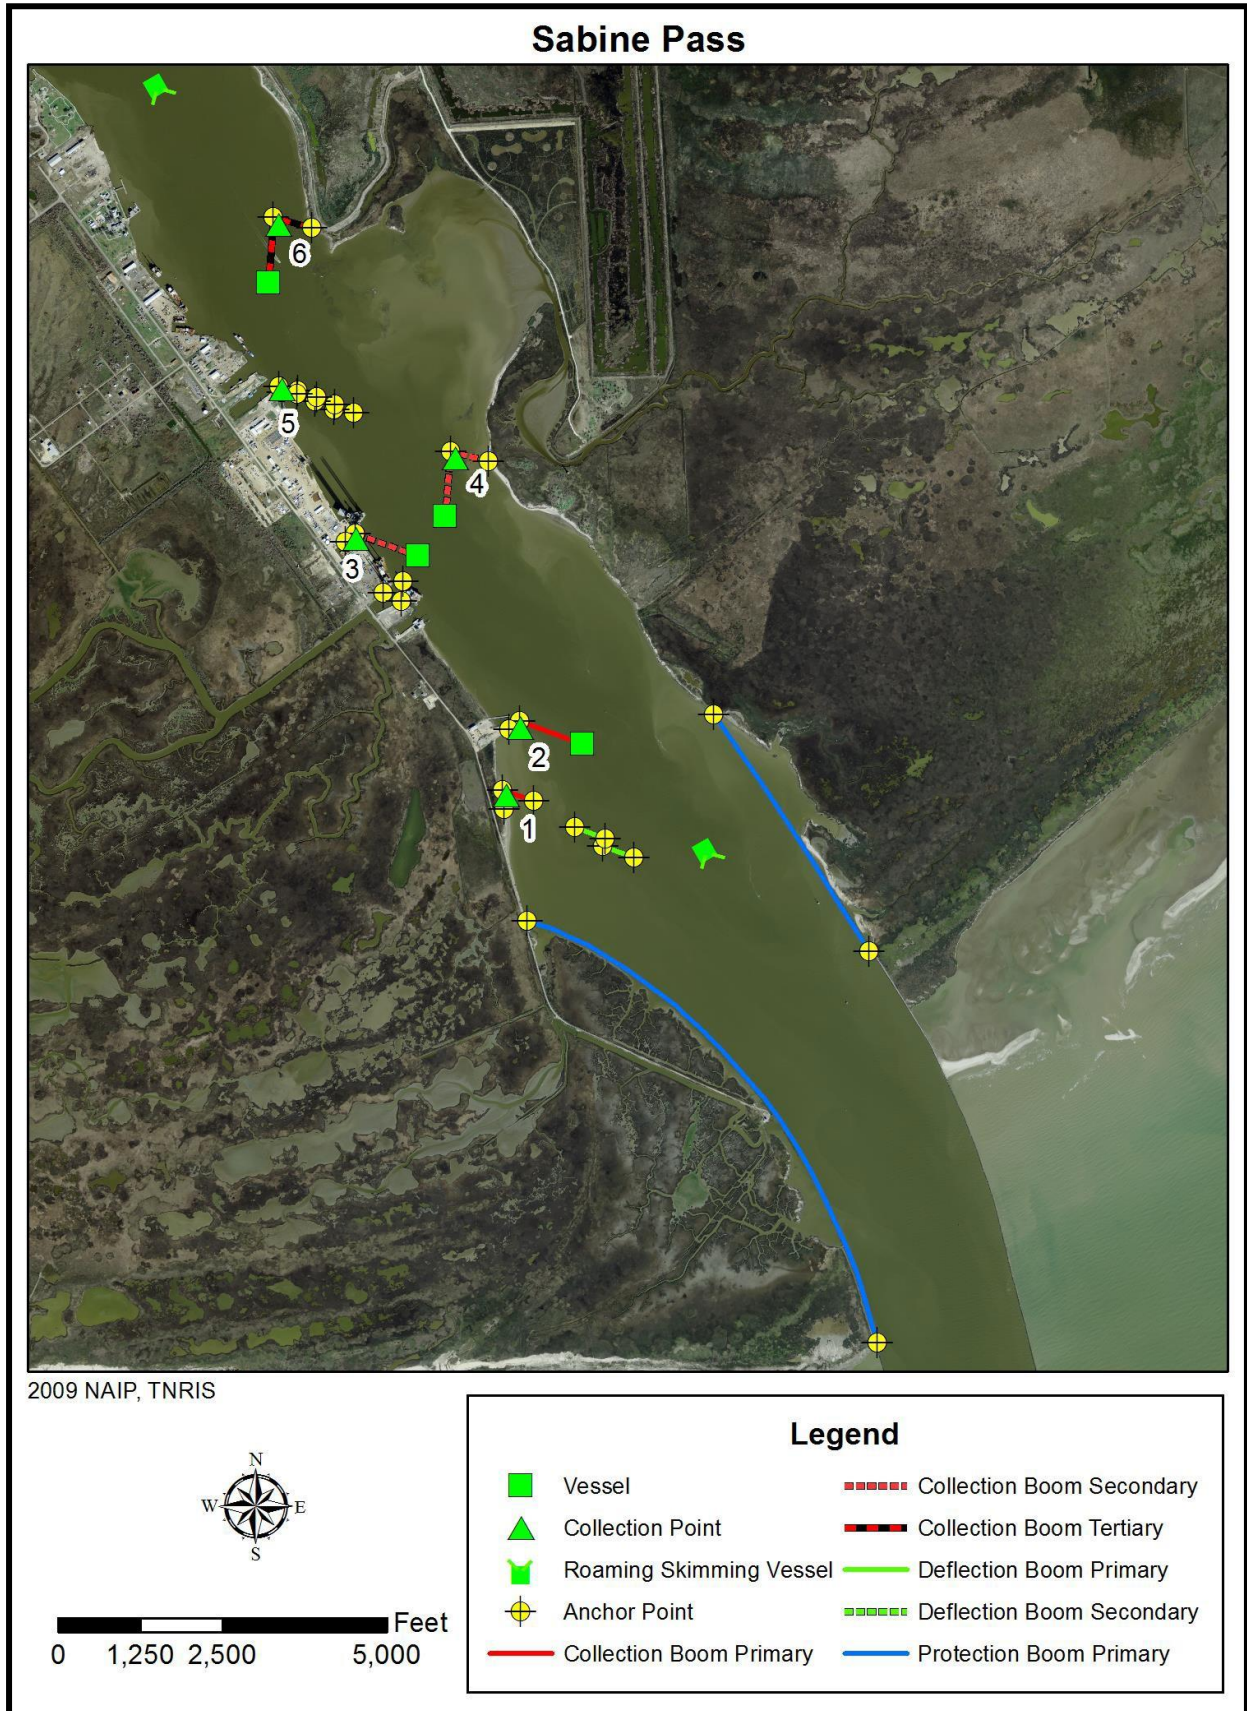 Sabine Pass
6
5
4
3
2
1
2009 NAIP, TNRIS
N
W E
S
Feet
0 1,250 2,500 5,000
Legend
Vessel
Collection Point
Roaming Skimming Vessel
Anchor Point
Collection Boom Primary
Collection Boom Secondary
Collection Boom Tertiary
Deflection Boom Primary
Deflection Boom Secondary
Protection Boom Primary